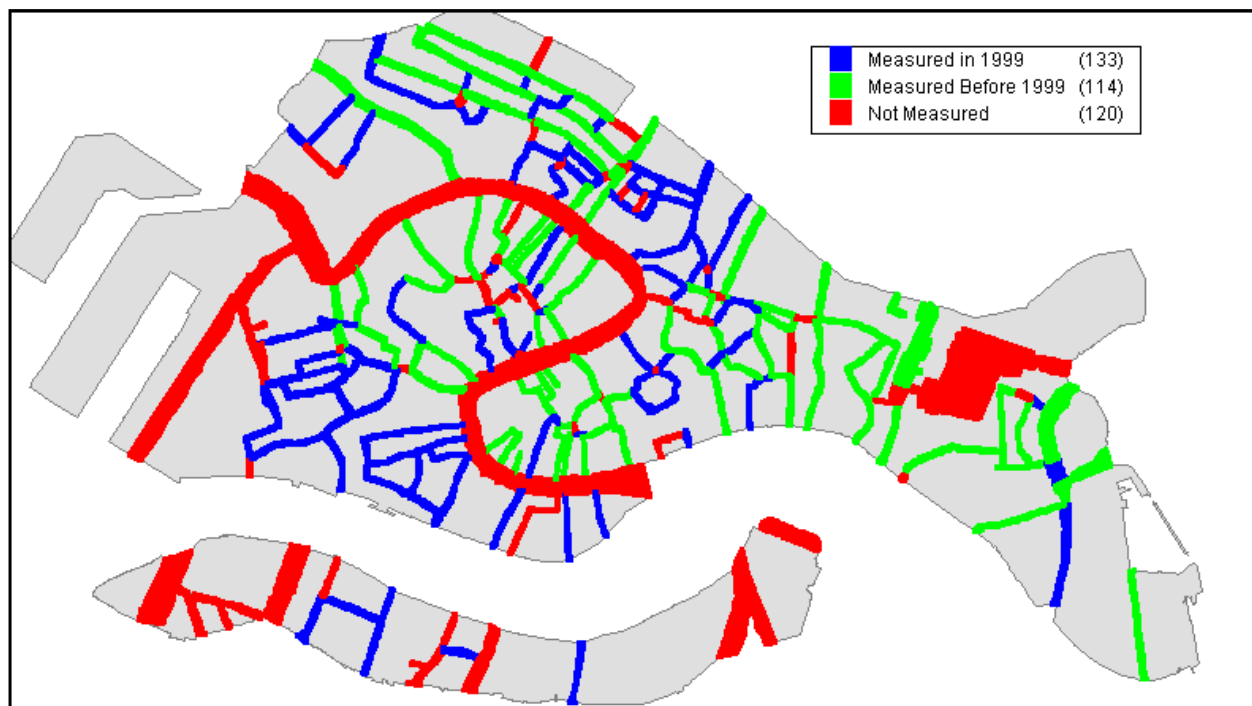 Measured in 1999 (133)
Measured Before 1999 (114)
Not Measured (120)